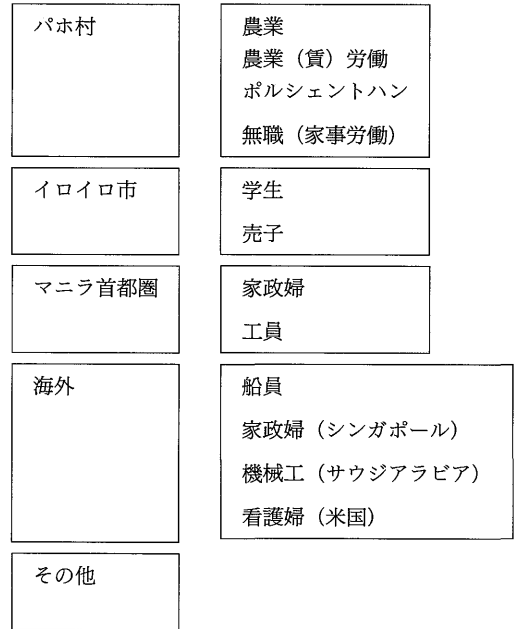 パホ村
農業
農業（賃）労働
ポルシェントハン
無職（家事労働）
イロイロ市
学生
売子
マニラ首都圏
家政婦
工員
海外
船員
家政婦（シンガポール）
機械工（サウジアラビア）
看護婦（米国）
その他